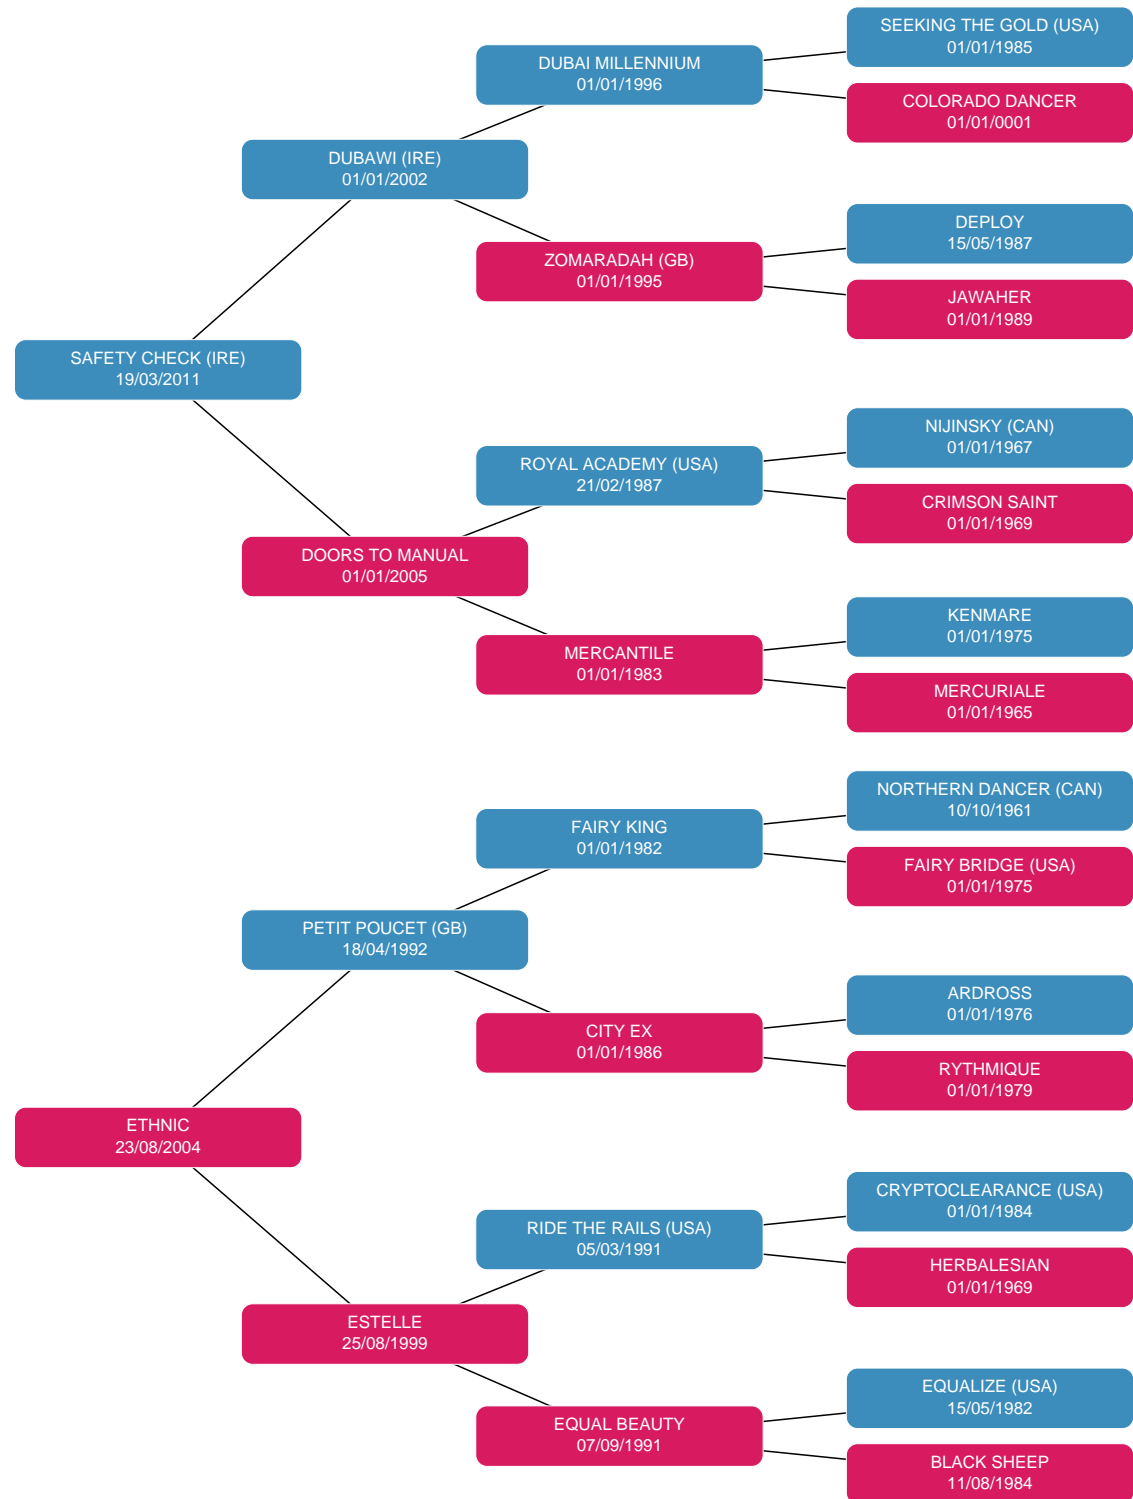 SEEKING THE GOLD (USA)
01/01/1985
DUBAI MILLENNIUM
01/01/1996
COLORADO DANCER
01/01/0001
DUBAWI (IRE)
01/01/2002
DEPLOY
15/05/1987
ZOMARADAH (GB)
01/01/1995
JAWAHER
01/01/1989
SAFETY CHECK (IRE)
19/03/2011
NIJINSKY (CAN)
01/01/1967
ROYAL ACADEMY (USA)
21/02/1987
CRIMSON SAINT
01/01/1969
DOORS TO MANUAL
01/01/2005
KENMARE
01/01/1975
MERCANTILE
01/01/1983
MERCURIALE
01/01/1965
NORTHERN DANCER (CAN)
10/10/1961
FAIRY KING
01/01/1982
FAIRY BRIDGE (USA)
01/01/1975
PETIT POUCET (GB)
18/04/1992
ARDROSS
01/01/1976
CITY EX
01/01/1986
RYTHMIQUE
01/01/1979
ETHNIC
23/08/2004
CRYPTOCLEARANCE (USA)
01/01/1984
RIDE THE RAILS (USA)
05/03/1991
HERBALESIAN
01/01/1969
ESTELLE
25/08/1999
EQUALIZE (USA)
15/05/1982
EQUAL BEAUTY
07/09/1991
BLACK SHEEP
11/08/1984